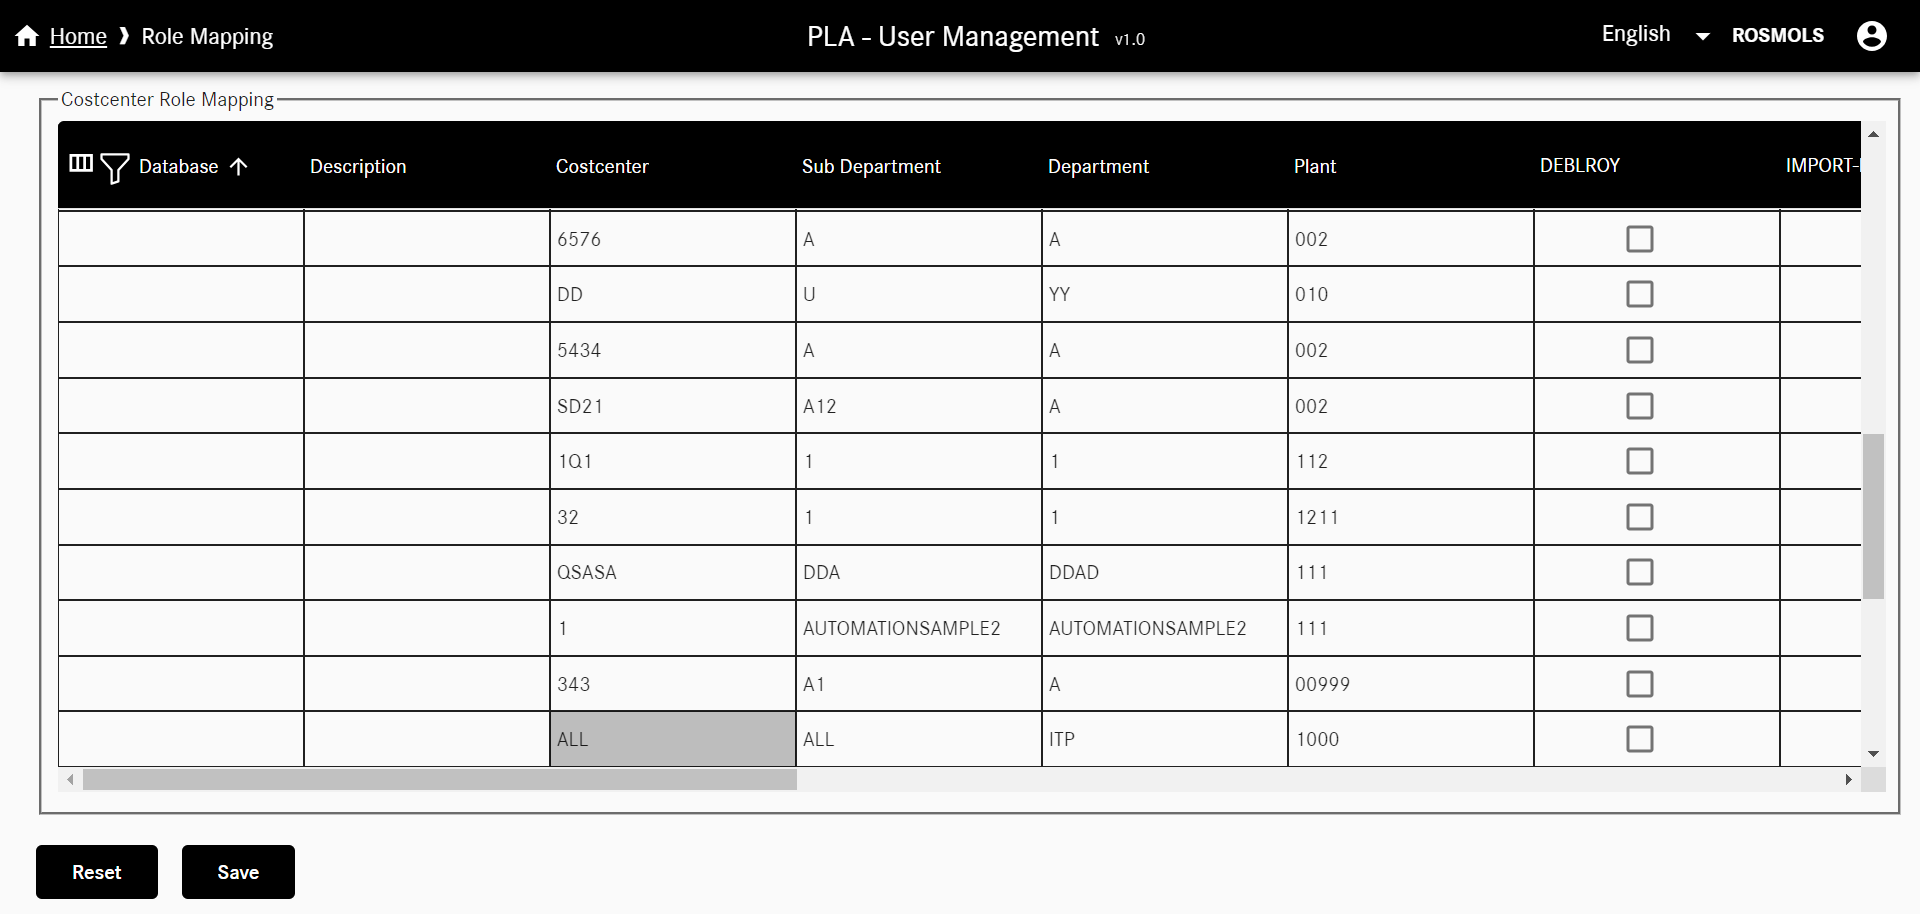 Home ❱ Role Mapping
PLA - User Management v1.0
English
ROSMOLS
Costcenter Role Mapping
Database Description Costcenter Sub Department Department Plant DEBLROY IMPORT-
6576 A A 002
DD U YY 010
5434 A A 002
SD21 A12 A 002
1Q1 1 1 112
32 1 1 1211
QSASA DDA DDAD 111
1 AUTOMATIONSAMPLE2 AUTOMATIONSAMPLE2 111
343 A1 A 00999
ALL ALL ITP 1000
Reset Save